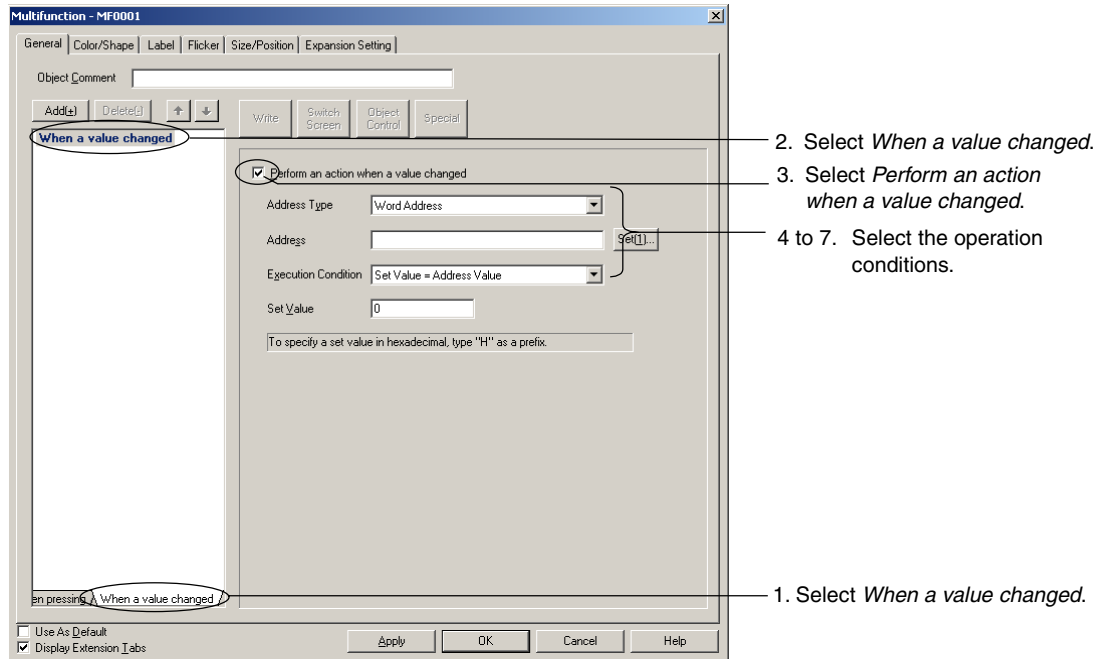 Multifunction - MF0001
General Color/Shape Label Flicker Size/Position Expansion Setting
Object Comment
Add(+) Delete(-) Write Switch Screen Object Control Special
When a value changed
2. Select When a value changed.
Perform an action when a value changed
3. Select Perform an action
when a value changed.
Address Type Word Address
Address Set(1)...
4 to 7. Select the operation
conditions.
Execution Condition Set Value = Address Value
Set Value 0
To specify a set value in hexadecimal, type "H" as a prefix.
en pressing When a value changed
1. Select When a value changed.
Use As Default
Display Extension Tabs
Apply OK Cancel Help